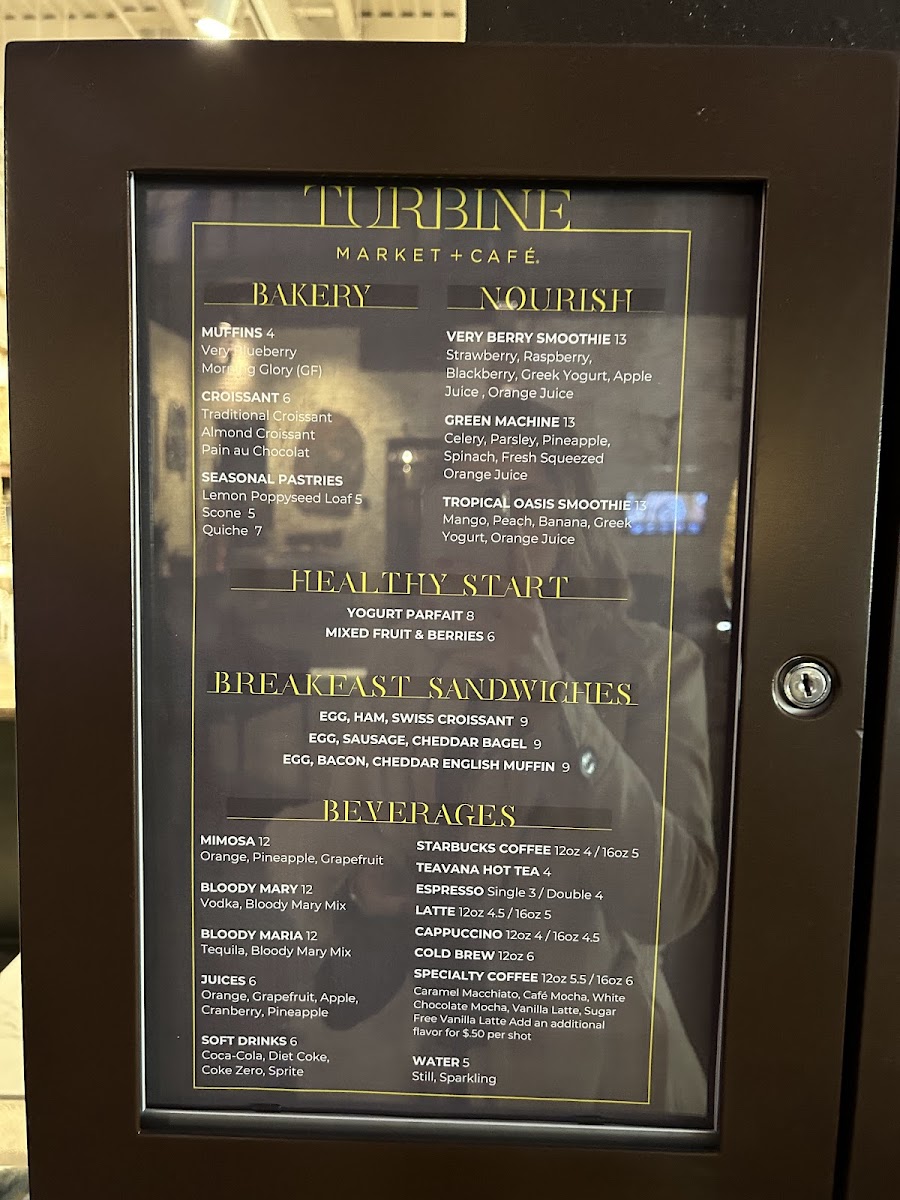 TURBINE
MARKET + CAFÉ.
BAKERY
MUFFINS 4
Very Blueberry
Morning Glory (GF)
CROISSANT 6
Traditional Croissant
Almond Croissant
Pain au Chocolat
SEASONAL PASTRIES
Lemon Poppyseed Loaf 5
Scone 5
Quiche 7
NOURISH
VERY BERRY SMOOTHIE 13
Strawberry, Raspberry,
Blackberry, Greek Yogurt, Apple
Juice , Orange Juice
GREEN MACHINE 13
Celery, Parsley, Pineapple,
Spinach, Fresh Squeezed
Orange Juice
TROPICAL OASIS SMOOTHIE 13
Mango, Peach, Banana, Greek
Yogurt, Orange Juice
HEALTHY START
YOGURT PARFAIT 8
MIXED FRUIT & BERRIES 6
BREAKFAST SANDWICHES
EGG, HAM, SWISS CROISSANT 9
EGG, SAUSAGE, CHEDDAR BAGEL 9
EGG, BACON, CHEDDAR ENGLISH MUFFIN 9
BEVERAGES
MIMOSA 12
Orange, Pineapple, Grapefruit
BLOODY MARY 12
Vodka, Bloody Mary Mix
BLOODY MARIA 12
Tequila, Bloody Mary Mix
JUICES 6
Orange, Grapefruit, Apple,
Cranberry, Pineapple
SOFT DRINKS 6
Coca-Cola, Diet Coke,
Coke Zero, Sprite
STARBUCKS COFFEE 12oz 4 / 16oz 5
TEAVANA HOT TEA 4
ESPRESSO Single 3 / Double 4
LATTE 12oz 4.5 / 16oz 5
CAPPUCCINO 12oz 4 / 16oz 4.5
COLD BREW 12oz 6
SPECIALTY COFFEE 12oz 5.5 / 16oz 6
Caramel Macchiato, Café Mocha, White
Chocolate Mocha, Vanilla Latte, Sugar
Free Vanilla Latte Add an additional
flavor for $.50 per shot
WATER 5
Still, Sparkling